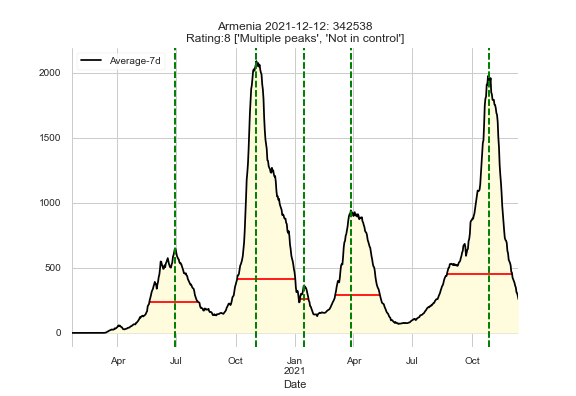 Armenia 2021-12-12: 342538
Rating:8 ['Multiple peaks', 'Not in control']
Average-7d
2000
1500
1000
500
0
Apr
Jul
Oct
Jan
2021
Apr
Jul
Oct
Date